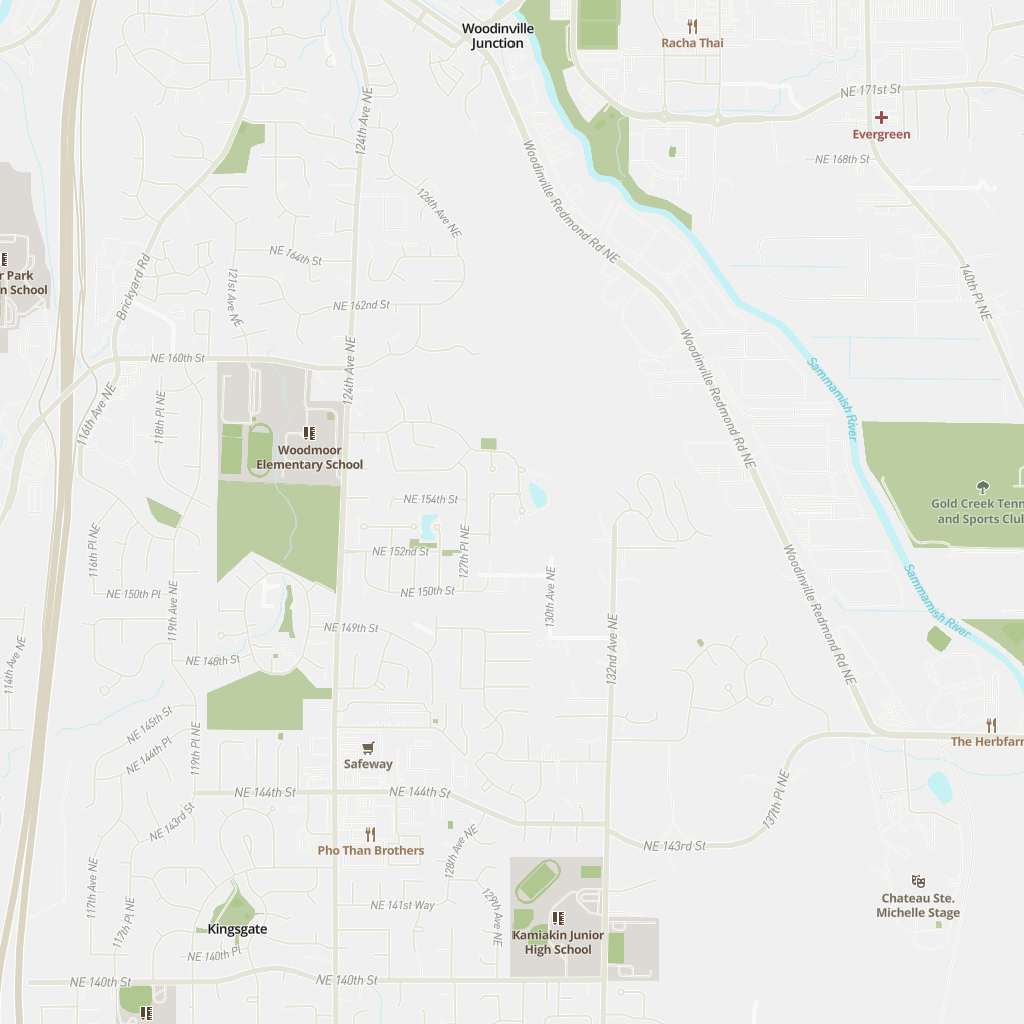 Woodinville
Junction
Racha Thai
NE 171st St
Evergreen
NE 168th St
124th Ave NE
126th Ave NE
Woodinville Redmond Rd NE
NE 164th St
Brickyard Rd
121st Ave NE
r Park
n School
NE 162nd St
140th Pl NE
NE 160th St
124th Ave NE
Woodinville Redmond Rd NE
Sammamish River
116th Ave NE
118th Pl NE
Woodmoor
Elementary School
NE 154th St
Gold Creek Tenn
and Sports Club
116th Pl NE
127th Pl NE
NE 152nd St
NE 150th Pl
NE 150th St
119th Ave NE
130th Ave NE
Woodinville Redmond Rd NE
Sammamish River
NE 149th St
132nd Ave NE
114th Ave NE
NE 148th St
NE 145th St
NE 144th Pl
119th Pl NE
Safeway
The Herbfarm
NE 144th St
NE 144th St
137th Pl NE
NE 143rd St
Pho Than Brothers
128th Ave NE
NE 143rd St
117th Ave NE
117th Pl NE
NE 141st Way
129th Ave NE
Chateau Ste.
Michelle Stage
Kingsgate
Kamiakin Junior
High School
NE 140th Pl
NE 140th St
NE 140th St